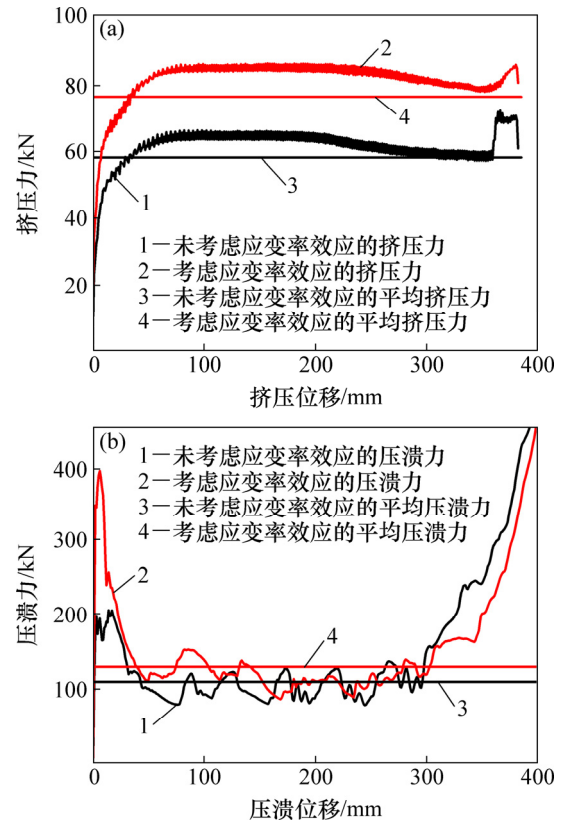 (a)
100
80
60
40
20
0
100
200
300
400
挤压力/kN
挤压位移/mm
2
4
1
3
1—未考虑应变率效应的挤压力
2—考虑应变率效应的挤压力
3—未考虑应变率效应的平均挤压力
4—考虑应变率效应的平均挤压力
(b)
1—未考虑应变率效应的压溃力
2—考虑应变率效应的压溃力
3—未考虑应变率效应的平均压溃力
4—考虑应变率效应的平均压溃力
400
300
200
100
压溃力/kN
2
4
1
3
0
100
200
300
400
压溃位移/mm